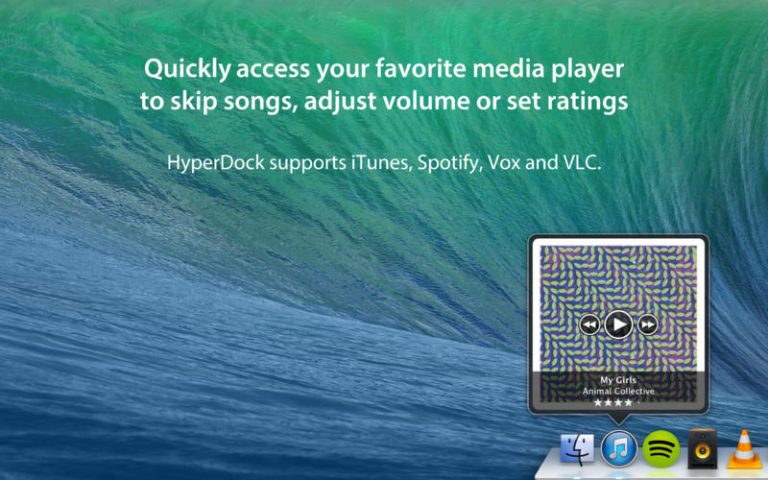 Quickly access your favorite media player
to skip songs, adjust volume or set ratings
HyperDock supports iTunes, Spotify, Vox and VLC.
My Girls
Animal Collective